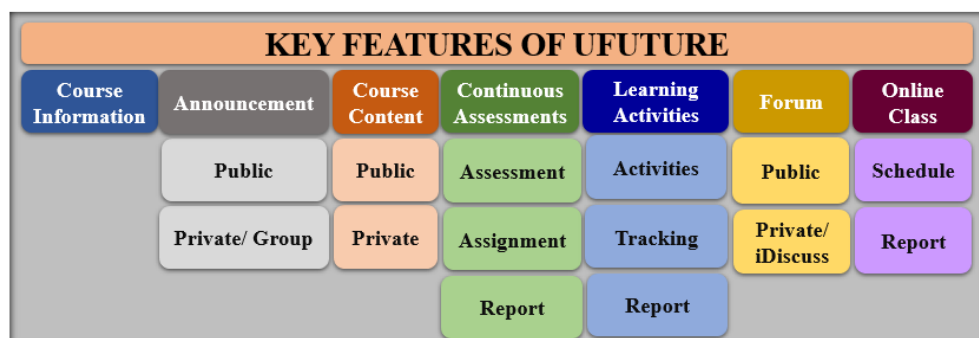 KEY FEATURES OF UFUTURE
Course
Information
Announcement
Course
Content
Continuous
Assessments
Learning
Activities
Forum
Online
Class
Public
Public
Assessment
Activities
Public
Schedule
Private/ Group
Private
Assignment
Tracking
Private/
iDiscuss
Report
Report
Report